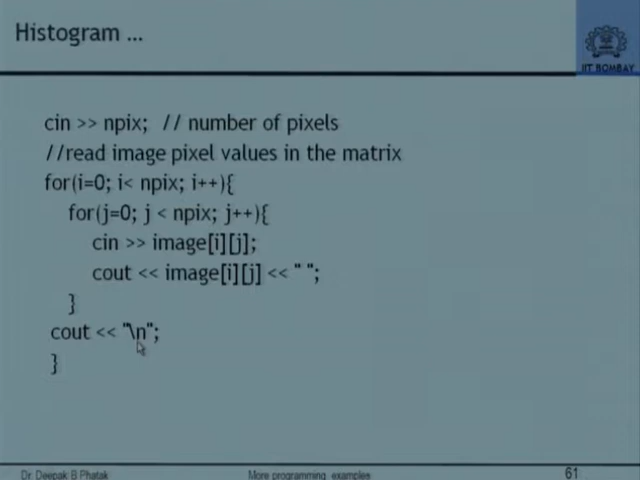 Histogram ...
IIT BOMBAY
cin >> npix; // number of pixels
//read image pixel values in the matrix
for(i=0; i< npix; i++){
for(j=0; j < npix; j++){
cin >> image[i][j];
cout << image[i][j] << " ";
}
cout << "\n";
}
Dr. Deepak B Phatak
More programming examples
61